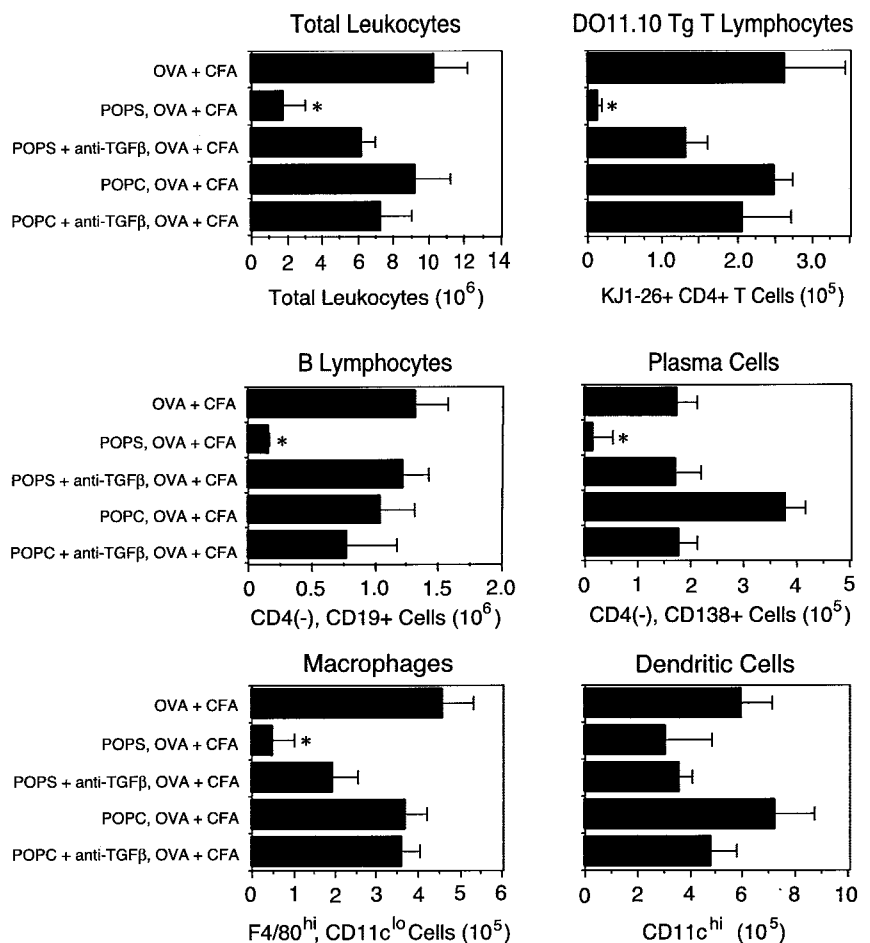 Total Leukocytes
OVA + CFA
POPS, OVA + CFA
*
POPS + anti-TGFβ, OVA + CFA
POPC, OVA + CFA
POPC + anti-TGFβ, OVA + CFA
0 2 4 6 8 10 12 14
Total Leukocytes (10⁶)
DO11.10 Tg T Lymphocytes
*
0 1.0 2.0 3.0
KJ1-26+ CD4+ T Cells (10⁵)
B Lymphocytes
OVA + CFA
POPS, OVA + CFA
*
POPS + anti-TGFβ, OVA + CFA
POPC, OVA + CFA
POPC + anti-TGFβ, OVA + CFA
0 0.5 1.0 1.5 2.0
CD4(-), CD19+ Cells (10⁶)
Plasma Cells
*
0 1 2 3 4 5
CD4(-), CD138+ Cells (10⁵)
Macrophages
OVA + CFA
POPS, OVA + CFA
*
POPS + anti-TGFβ, OVA + CFA
POPC, OVA + CFA
POPC + anti-TGFβ, OVA + CFA
0 1 2 3 4 5 6
F4/80ʰⁱ, CD11cˡᵒ Cells (10⁵)
Dendritic Cells
0 2 4 6 8 10
CD11cʰⁱ (10⁵)